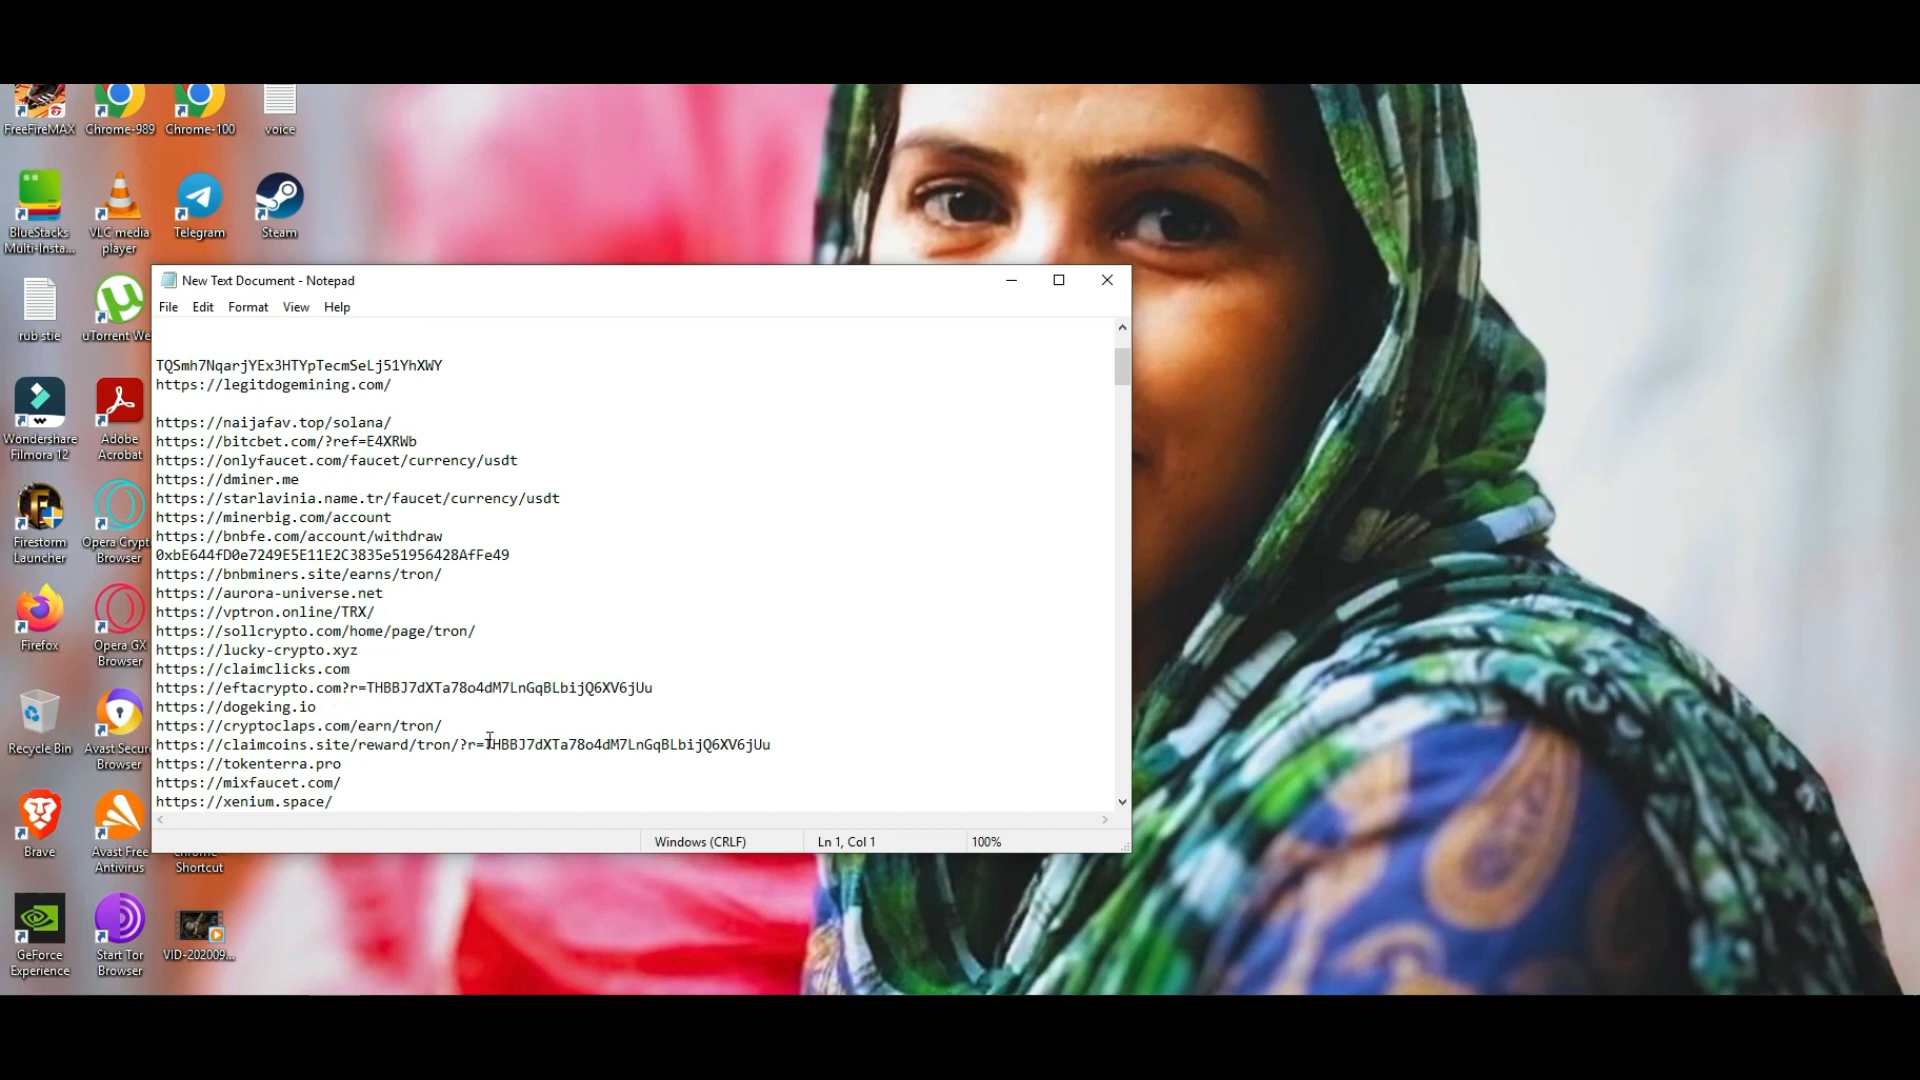 FreeFireMAX
Chrome-989
Chrome-100
voice
BlueStacks
Multi-Insta...
VLC media
player
Telegram
Steam
rub stie
uTorrent We
Wondershare
Filmora 12
Adobe
Acrobat
Firestorm
Launcher
Opera Crypt
Browser
Firefox
Opera GX
Browser
Recycle Bin
Avast Secur
Browser
Brave
Avast Free
Antivirus
chrome -
Shortcut
GeForce
Experience
Start Tor
Browser
VID-202009...
New Text Document - Notepad
File Edit Format View Help
TQSmh7NqarjYEx3HTYpTecmSeLj51YhXWY
https://legitdogemining.com/
https://naijafav.top/solana/
https://bitcbet.com/?ref=E4XRWb
https://onlyfaucet.com/faucet/currency/usdt
https://dminer.me
https://starlavinia.name.tr/faucet/currency/usdt
https://minerbig.com/account
https://bnbfe.com/account/withdraw
0xbE644fD0e7249E5E11E2C3835e51956428AfFe49
https://bnbminers.site/earns/tron/
https://aurora-universe.net
https://vptron.online/TRX/
https://sollcrypto.com/home/page/tron/
https://lucky-crypto.xyz
https://claimclicks.com
https://eftacrypto.com?r=THBBJ7dXTa78o4dM7LnGqBLbijQ6XV6jUu
https://dogeking.io
https://cryptoclaps.com/earn/tron/
https://claimcoins.site/reward/tron/?r=THBBJ7dXTa78o4dM7LnGqBLbijQ6XV6jUu
https://tokenterra.pro
https://mixfaucet.com/
https://xenium.space/
Windows (CRLF)
Ln 1, Col 1
100%